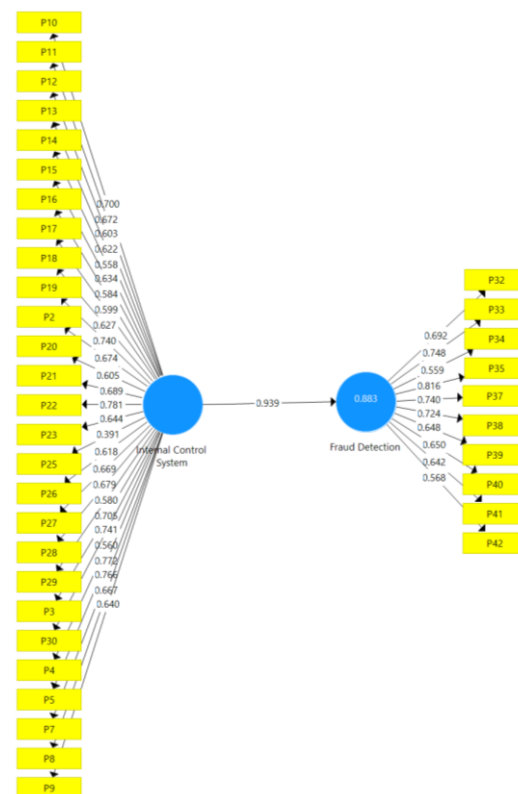 P10
P11
P12
P13
P14
P15
P16
P17
P18
P19
P2
P20
P21
P22
P23
P25
P26
P27
P28
P29
P3
P30
P4
P5
P7
P8
P9
0.700
0.672
0.603
0.622
0.558
0.634
0.584
0.599
0.627
0.740
0.674
0.605
0.689
0.781
0.644
0.391
0.618
0.669
0.679
0.580
0.705
0.741
0.560
0.772
0.766
0.667
0.640
Internal Control
System
0.939
0.883
Fraud Detection
0.692
0.748
0.559
0.816
0.740
0.724
0.648
0.650
0.642
0.568
P32
P33
P34
P35
P37
P38
P39
P40
P41
P42